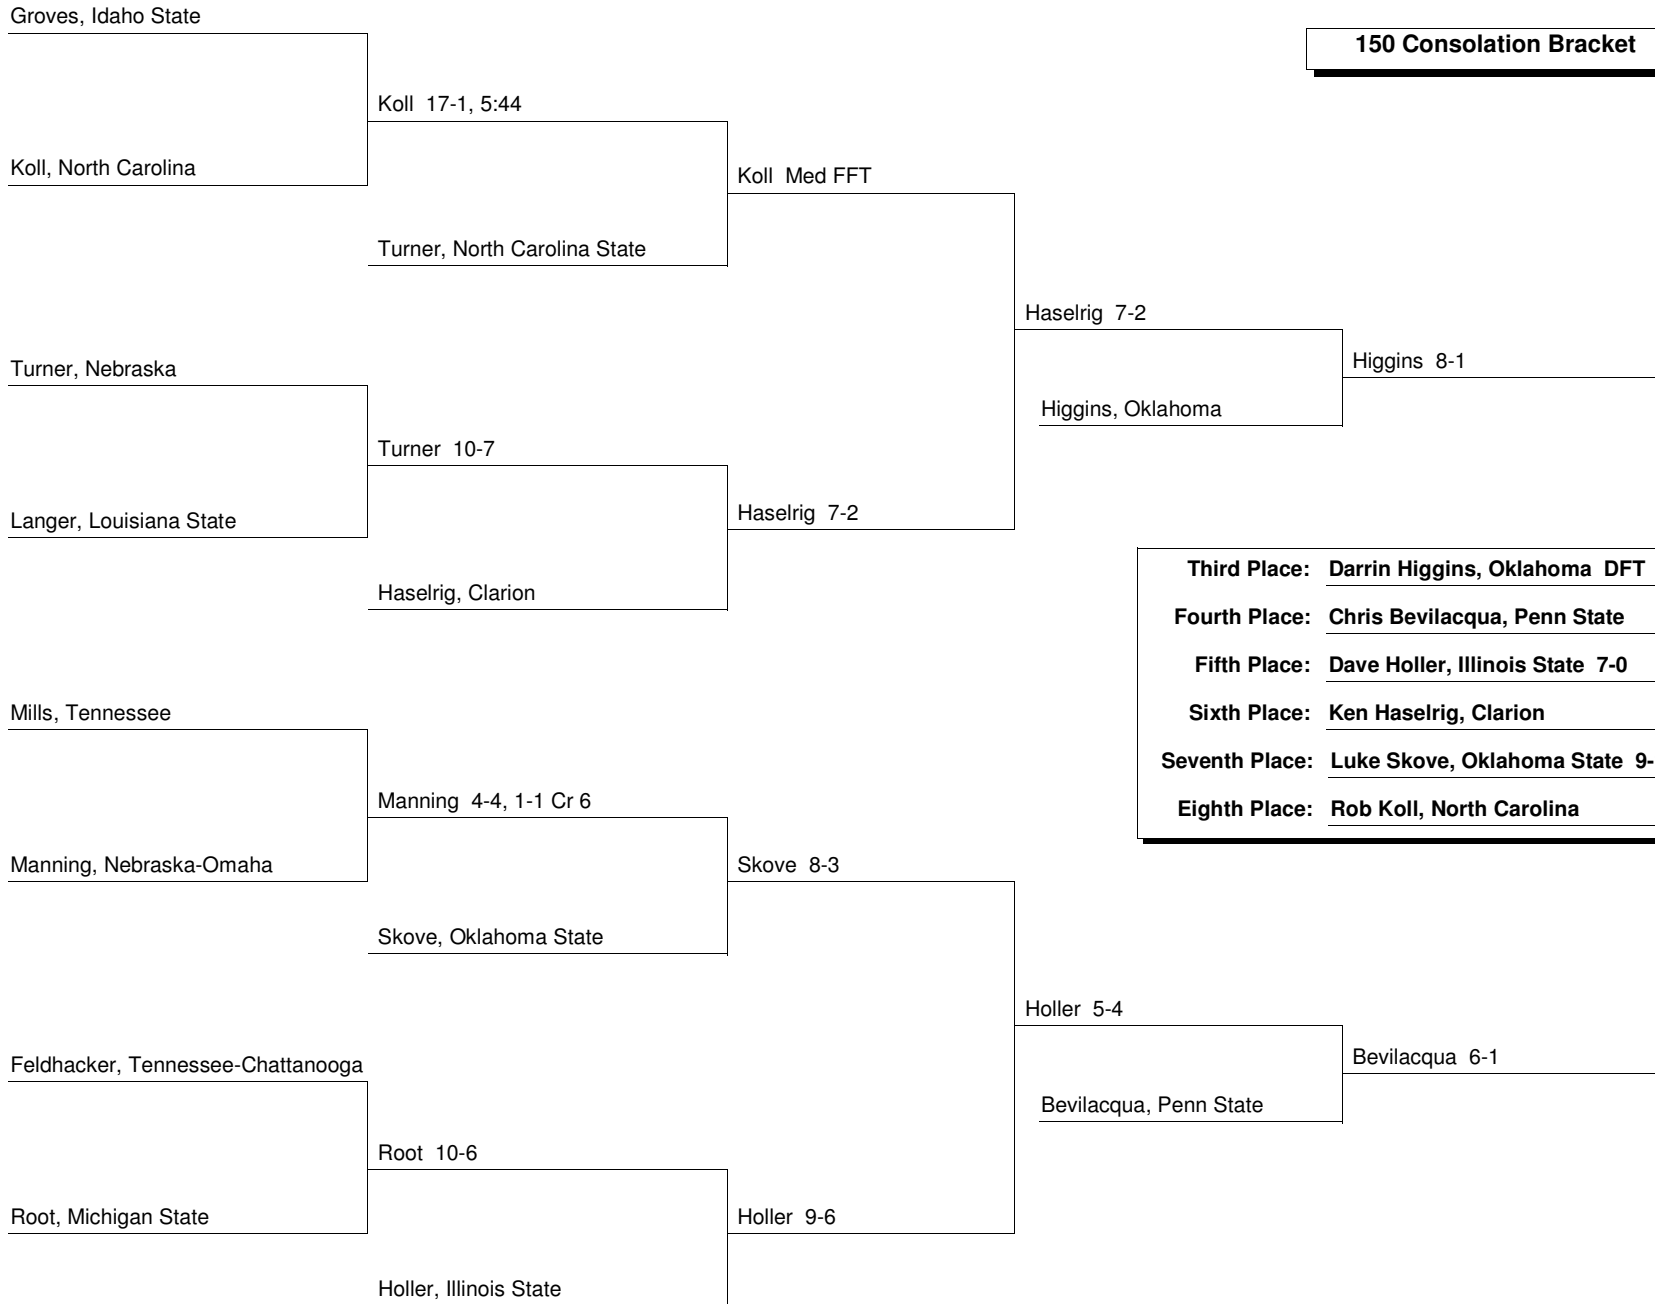 Groves, Idaho State
150 Consolation Bracket
Koll 17-1, 5:44
Koll, North Carolina
Koll Med FFT
Turner, North Carolina State
Haselrig 7-2
Turner, Nebraska
Higgins 8-1
Higgins, Oklahoma
Turner 10-7
Langer, Louisiana State
Haselrig 7-2
Haselrig, Clarion
Third Place: Darrin Higgins, Oklahoma DFT
Fourth Place: Chris Bevilacqua, Penn State
Fifth Place: Dave Holler, Illinois State 7-0
Sixth Place: Ken Haselrig, Clarion
Seventh Place: Luke Skove, Oklahoma State 9-
Eighth Place: Rob Koll, North Carolina
Mills, Tennessee
Manning 4-4, 1-1 Cr 6
Manning, Nebraska-Omaha
Skove 8-3
Skove, Oklahoma State
Holler 5-4
Feldhacker, Tennessee-Chattanooga
Bevilacqua 6-1
Bevilacqua, Penn State
Root 10-6
Root, Michigan State
Holler 9-6
Holler, Illinois State